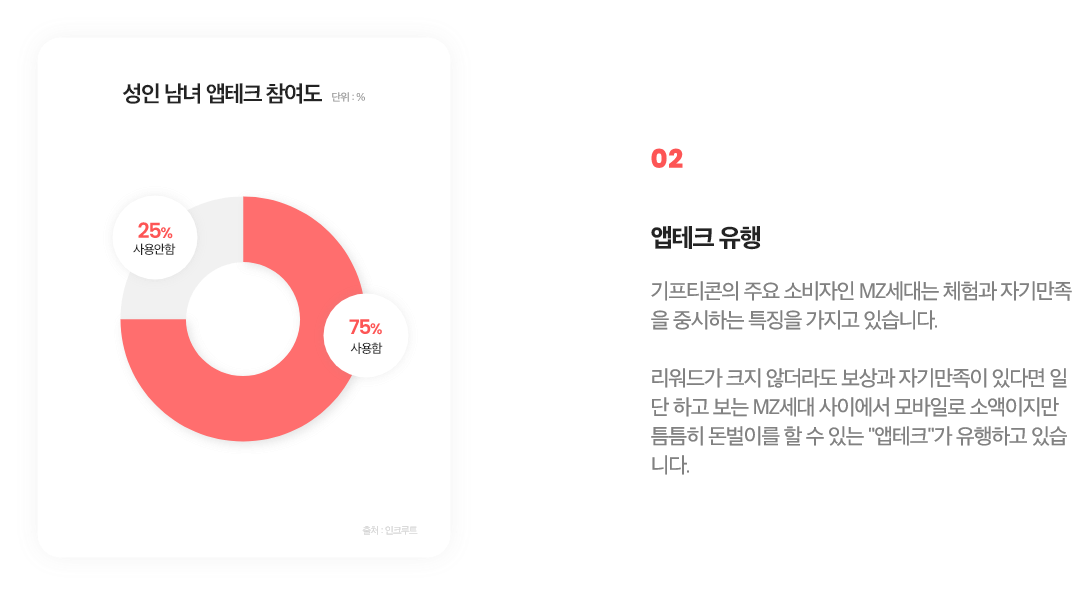 성인 남녀 앱테크 참여도 단위 : %
25%
사용안함
75%
사용함
출처 : 인크루트
02
앱테크 유행
기프티콘의 주요 소비자인 MZ세대는 체험과 자기만족
을 중시하는 특징을 가지고 있습니다.
리워드가 크지 않더라도 보상과 자기만족이 있다면 일
단 하고 보는 MZ세대 사이에서 모바일로 소액이지만
틈틈히 돈벌이를 할 수 있는 "앱테크"가 유행하고 있습
니다.